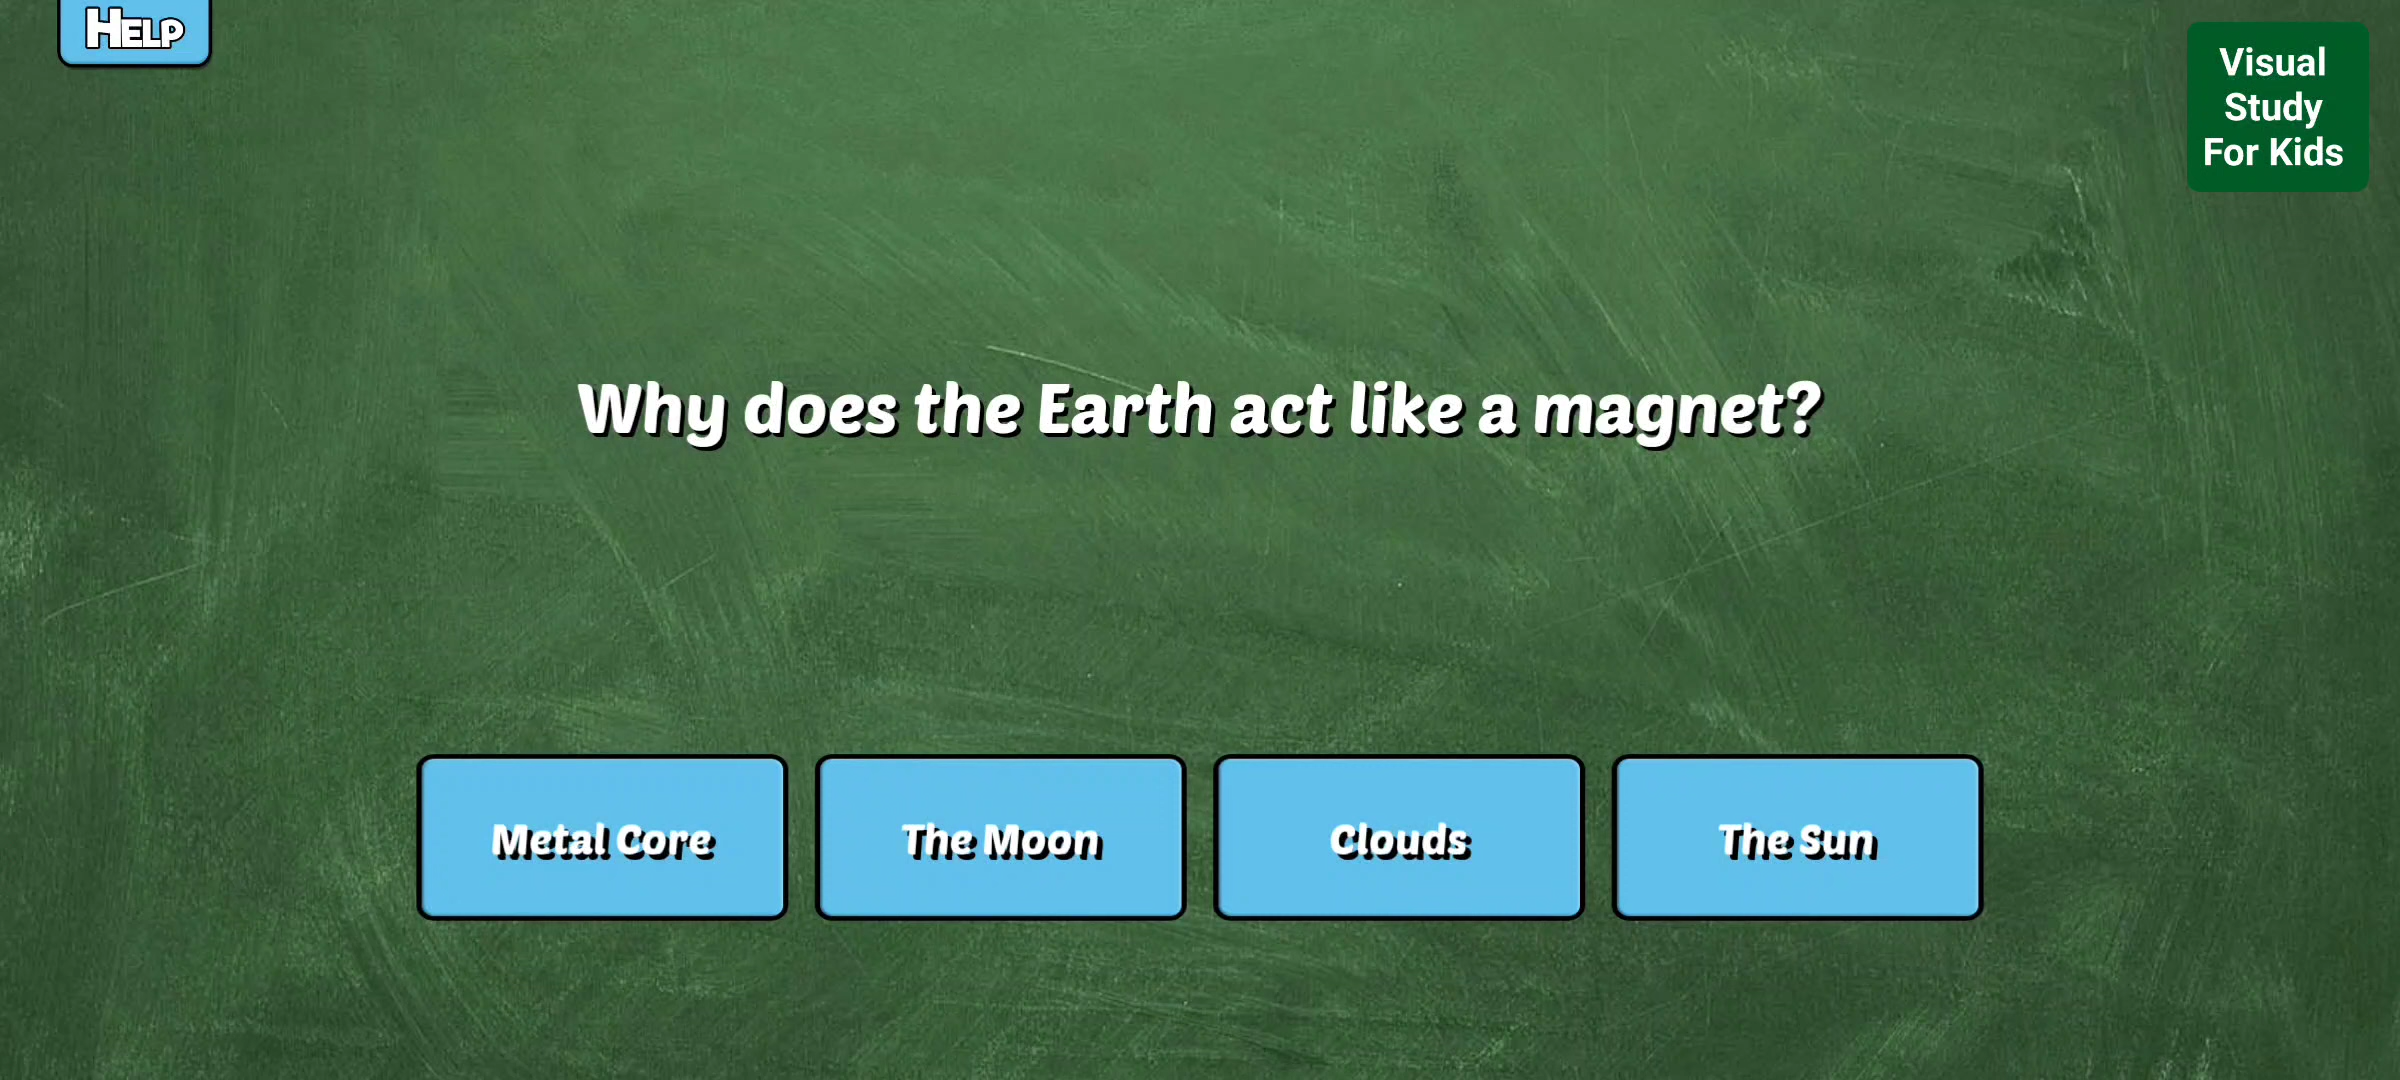 HELP
Visual
Study
For Kids
Why does the Earth act like a magnet?
Metal Core
The Moon
Clouds
The Sun